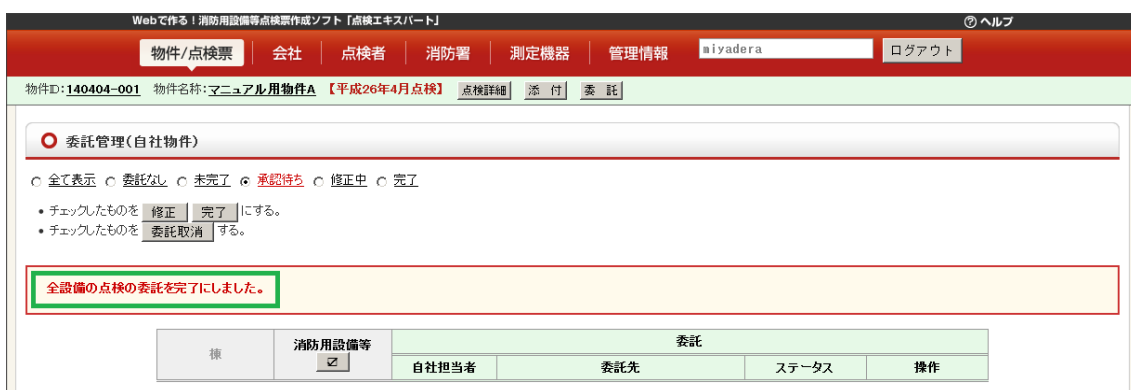 Webで作る！消防用設備等点検票作成ソフト「点検エキスパート」 ? ヘルプ
物件/点検票 会社 点検者 消防署 測定機器 管理情報 miyadera ログアウト
物件ID:140404-001 物件名称:マニュアル用物件A 【平成26年4月点検】 点検詳細 添 付 委 託
委託管理(自社物件)
全て表示 委託なし 未完了 承認待ち 修正中 完了
• チェックしたものを 修正 完了 にする。
• チェックしたものを 委託取消 する。
全設備の点検の委託を完了にしました。
棟 消防用設備等 委託
自社担当者 委託先 ステータス 操作